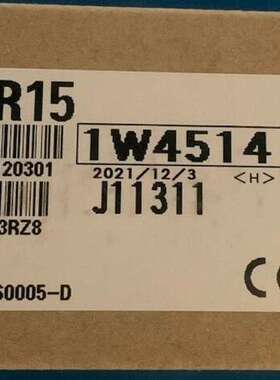 R15
20301
3RZ8
1W4514
2021/12/3
<H>
J11311
S0005-D
CE